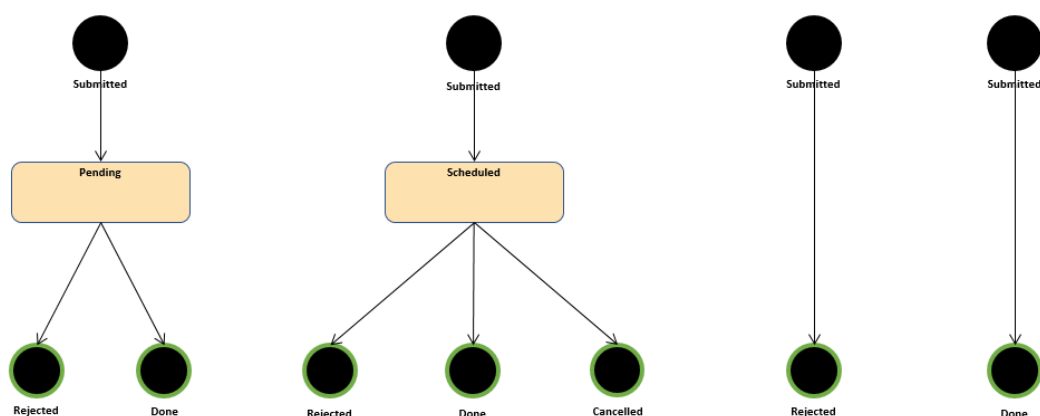 Submitted
Submitted
Submitted
Submitted
Pending
Scheduled
Rejected
Done
Rejected
Done
Cancelled
Rejected
Done